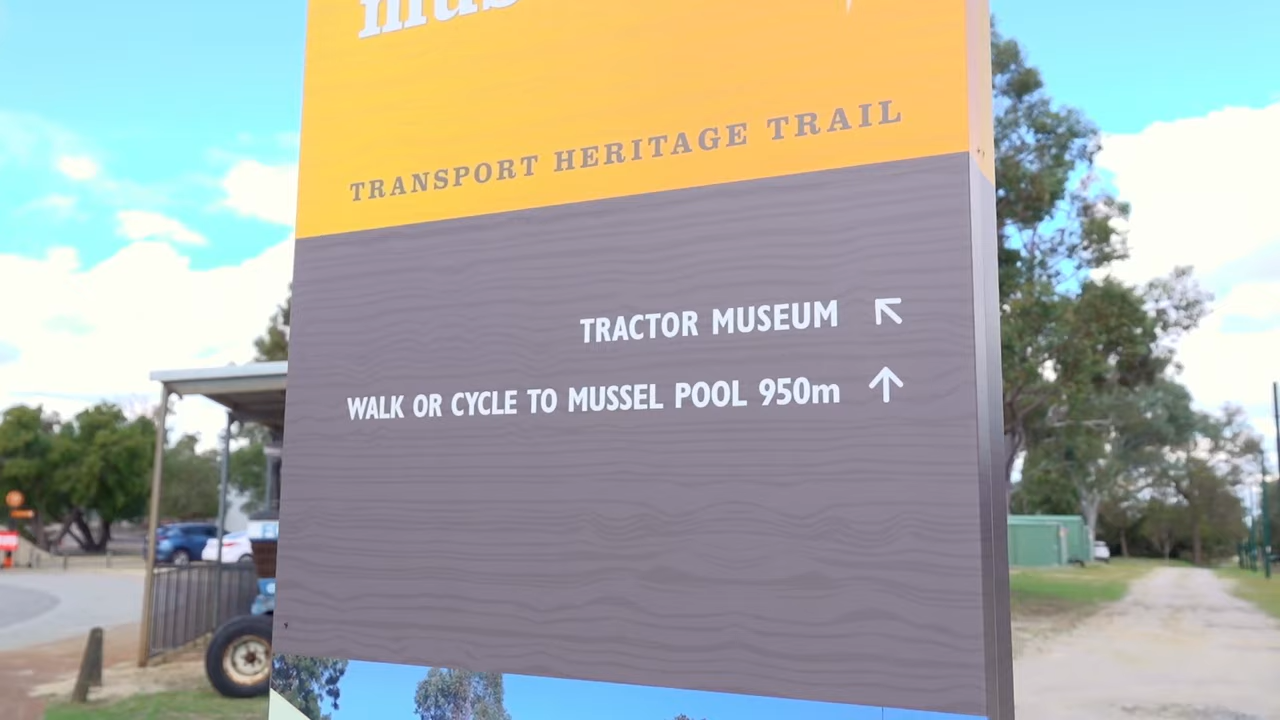 TRANSPORT HERITAGE TRAIL
TRACTOR MUSEUM ↖
WALK OR CYCLE TO MUSSEL POOL 950m ↑